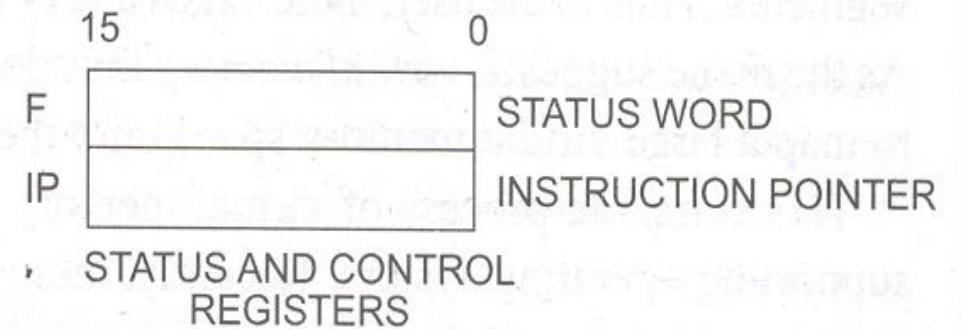 15 0
F STATUS WORD
IP INSTRUCTION POINTER
STATUS AND CONTROL
REGISTERS